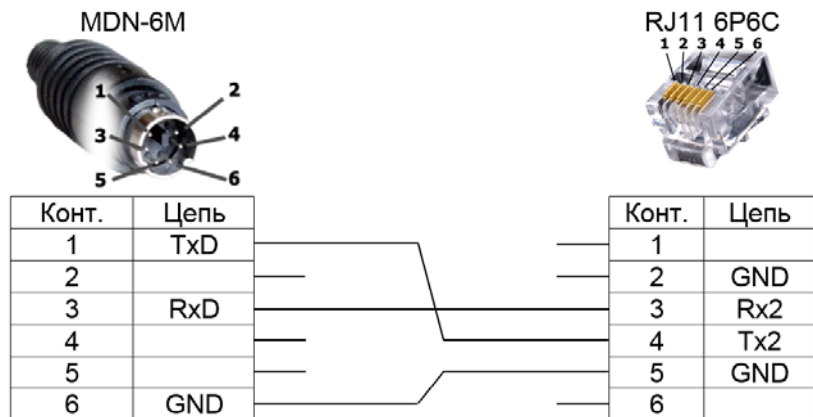 MDN-6M
RJ11 6P6C
1 2 3 4 5 6
1 2
3 4
5 6
Конт. Цепь
1 TxD
2
3 RxD
4
5
6 GND
Конт. Цепь
1
2 GND
3 Rx2
4 Tx2
5 GND
6